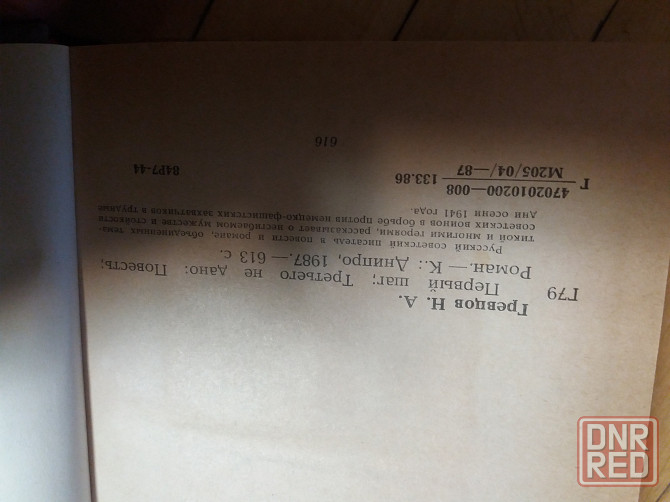 Гревцов И. А.
Г79 Первый шаг; Третьего не дано: Повесть;
Роман.— К.: Днипро, 1987.— 613 с.
Русский советский писатель в повести и романе, объединенных тема-
тикой и многими героями, рассказывает о несгибаемом мужестве и стойкости
советских воинов в борьбе против немецко-фашистских захватчиков в трудные
дни осени 1941 года.
Г 4702010200—008 133.86
М205/04/—87
84Р7-44
616
DNR
RED